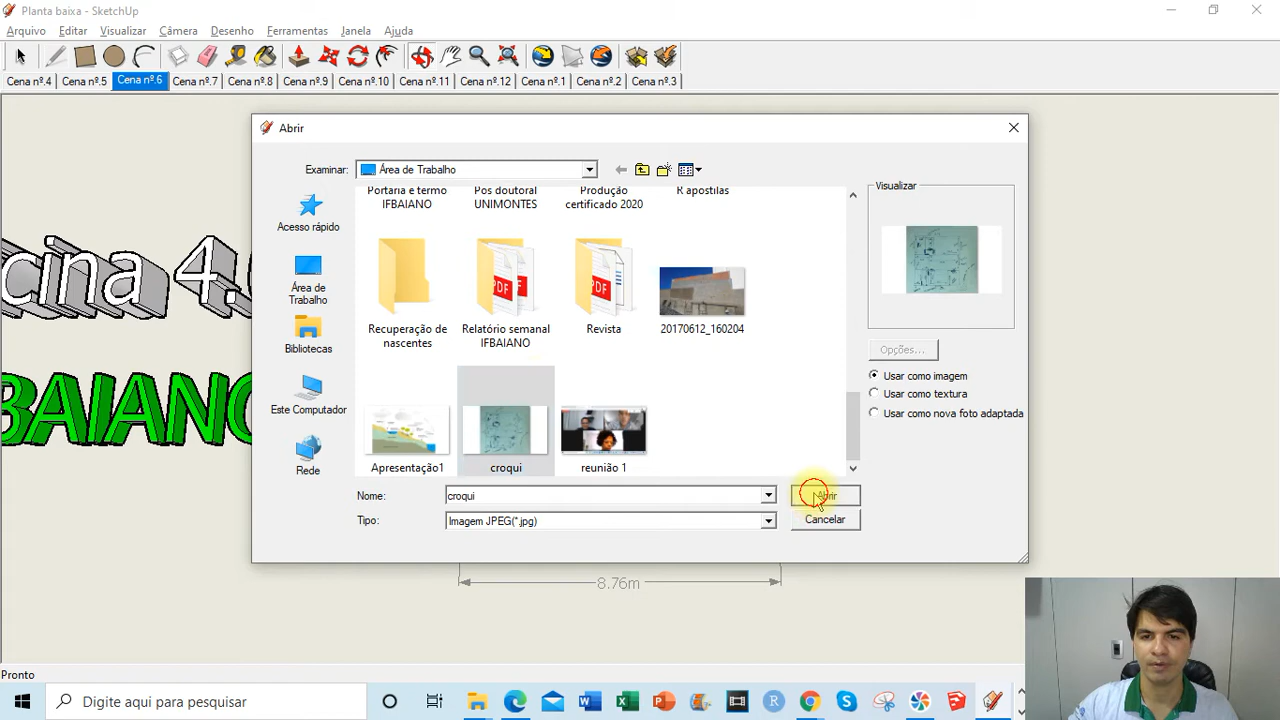 Planta baixa - SketchUp
Arquivo Editar Visualizar Câmera Desenho Ferramentas Janela Ajuda
Cena nº.4 Cena nº.5 Cena nº.6 Cena nº.7 Cena nº.8 Cena nº.9 Cena nº.10 Cena nº.11 Cena nº.12 Cena nº.1 Cena nº.2 Cena nº.3
Abrir
Examinar: Área de Trabalho
Visualizar
Acesso rápido
Área de
Trabalho
Bibliotecas
Este Computador
Rede
Portaria e termo
IFBAIANO
Pos doutoral
UNIMONTES
Produção
certificado 2020
R apostilas
Recuperação de
nascentes
Relatório semanal
IFBAIANO
Revista
20170612_160204
Apresentação1
croqui
reunião 1
Opções...
Usar como imagem
Usar como textura
Usar como nova foto adaptada
Nome: croqui
Abrir
Tipo: Imagem JPEG(*.jpg)
Cancelar
cina 4.
BAIANO
8.76m
Pronto
Digite aqui para pesquisar